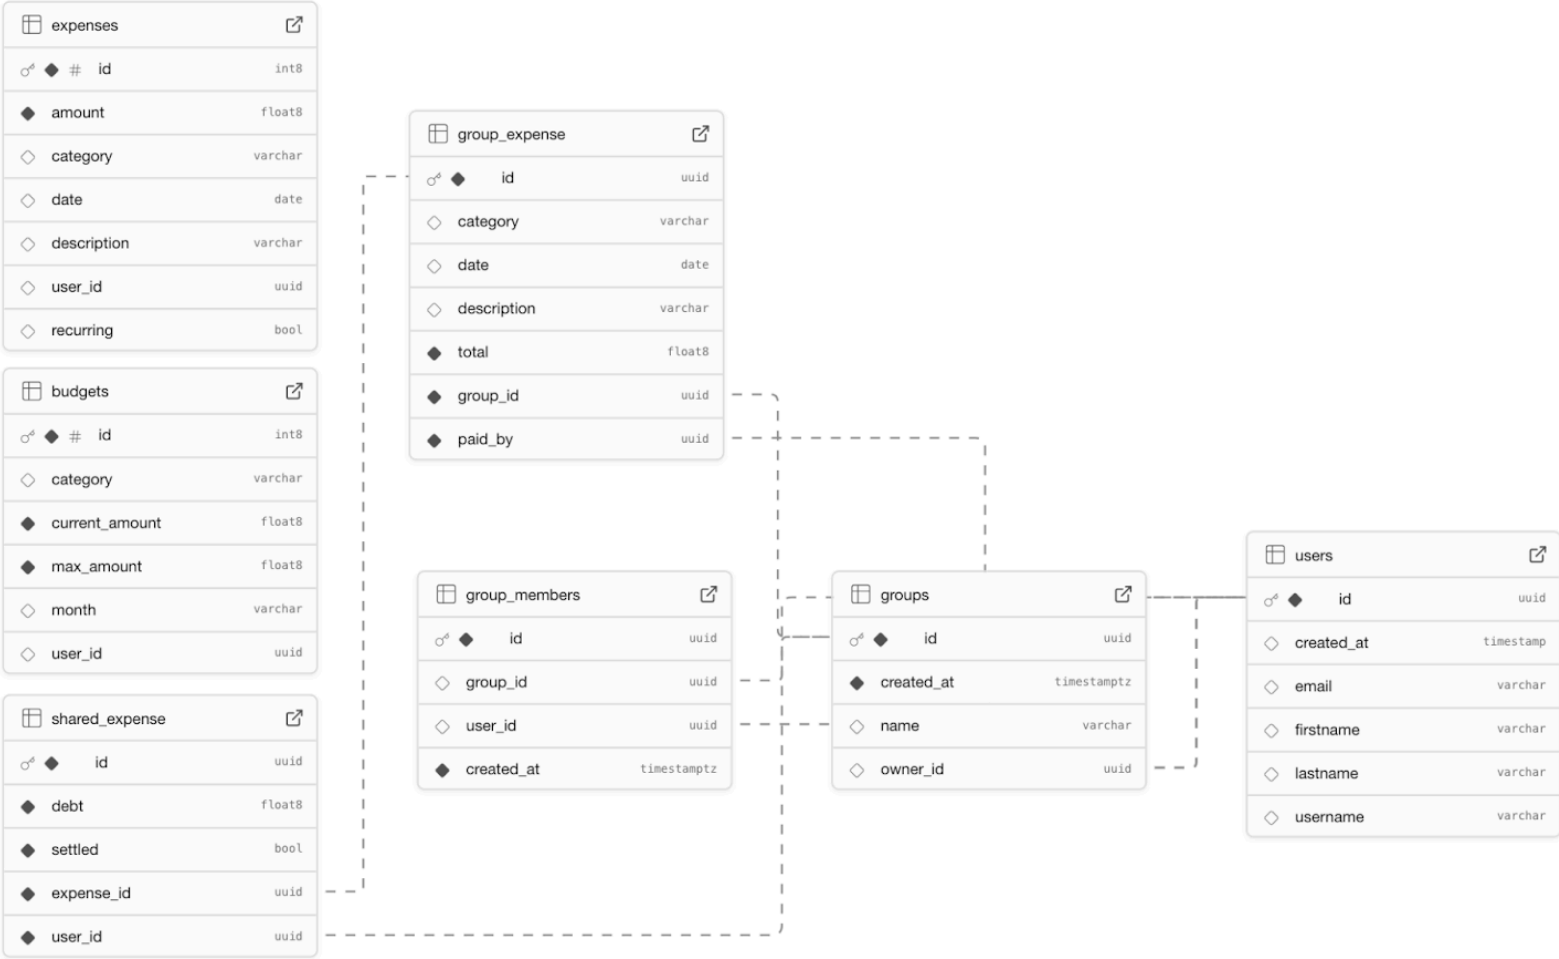 expenses
id int8
amount float8
category varchar
date date
description varchar
user_id uuid
recurring bool
budgets
id int8
category varchar
current_amount float8
max_amount float8
month varchar
user_id uuid
shared_expense
id uuid
debt float8
settled bool
expense_id uuid
user_id uuid
group_expense
id uuid
category varchar
date date
description varchar
total float8
group_id uuid
paid_by uuid
group_members
id uuid
group_id uuid
user_id uuid
created_at timestamptz
groups
id uuid
created_at timestamptz
name varchar
owner_id uuid
users
id uuid
created_at timestamp
email varchar
firstname varchar
lastname varchar
username varchar